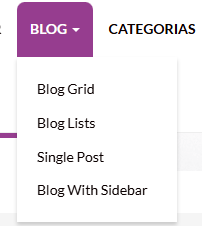 BLOG CATEGORIAS
Blog Grid
Blog Lists
Single Post
Blog With Sidebar